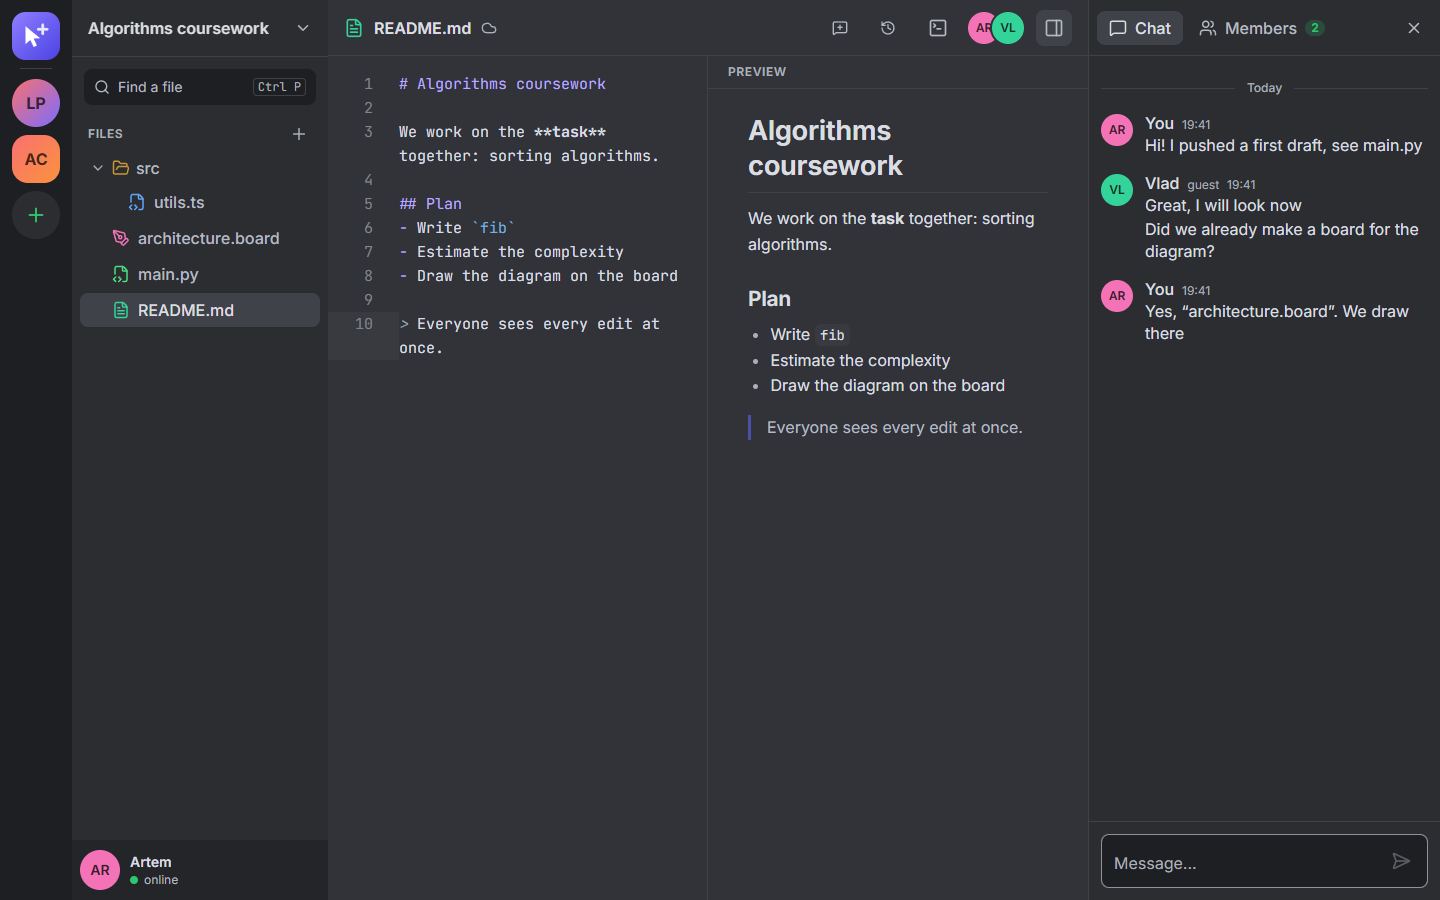 Algorithms coursework
LP
AC
Find a file
Ctrl P
FILES
src
utils.ts
architecture.board
main.py
README.md
AR
Artem
online
README.md
AR
VL
1 # Algorithms coursework
2
3 We work on the **task**
together: sorting algorithms.
4
5 ## Plan
6 - Write `fib`
7 - Estimate the complexity
8 - Draw the diagram on the board
9
10 > Everyone sees every edit at
once.
PREVIEW
Algorithms
coursework
We work on the task together: sorting
algorithms.
Plan
• Write fib
• Estimate the complexity
• Draw the diagram on the board
Everyone sees every edit at once.
Chat
Members 2
Today
AR
You 19:41
Hi! I pushed a first draft, see main.py
VL
Vlad guest 19:41
Great, I will look now
Did we already make a board for the
diagram?
AR
You 19:41
Yes, “architecture.board”. We draw
there
Message...